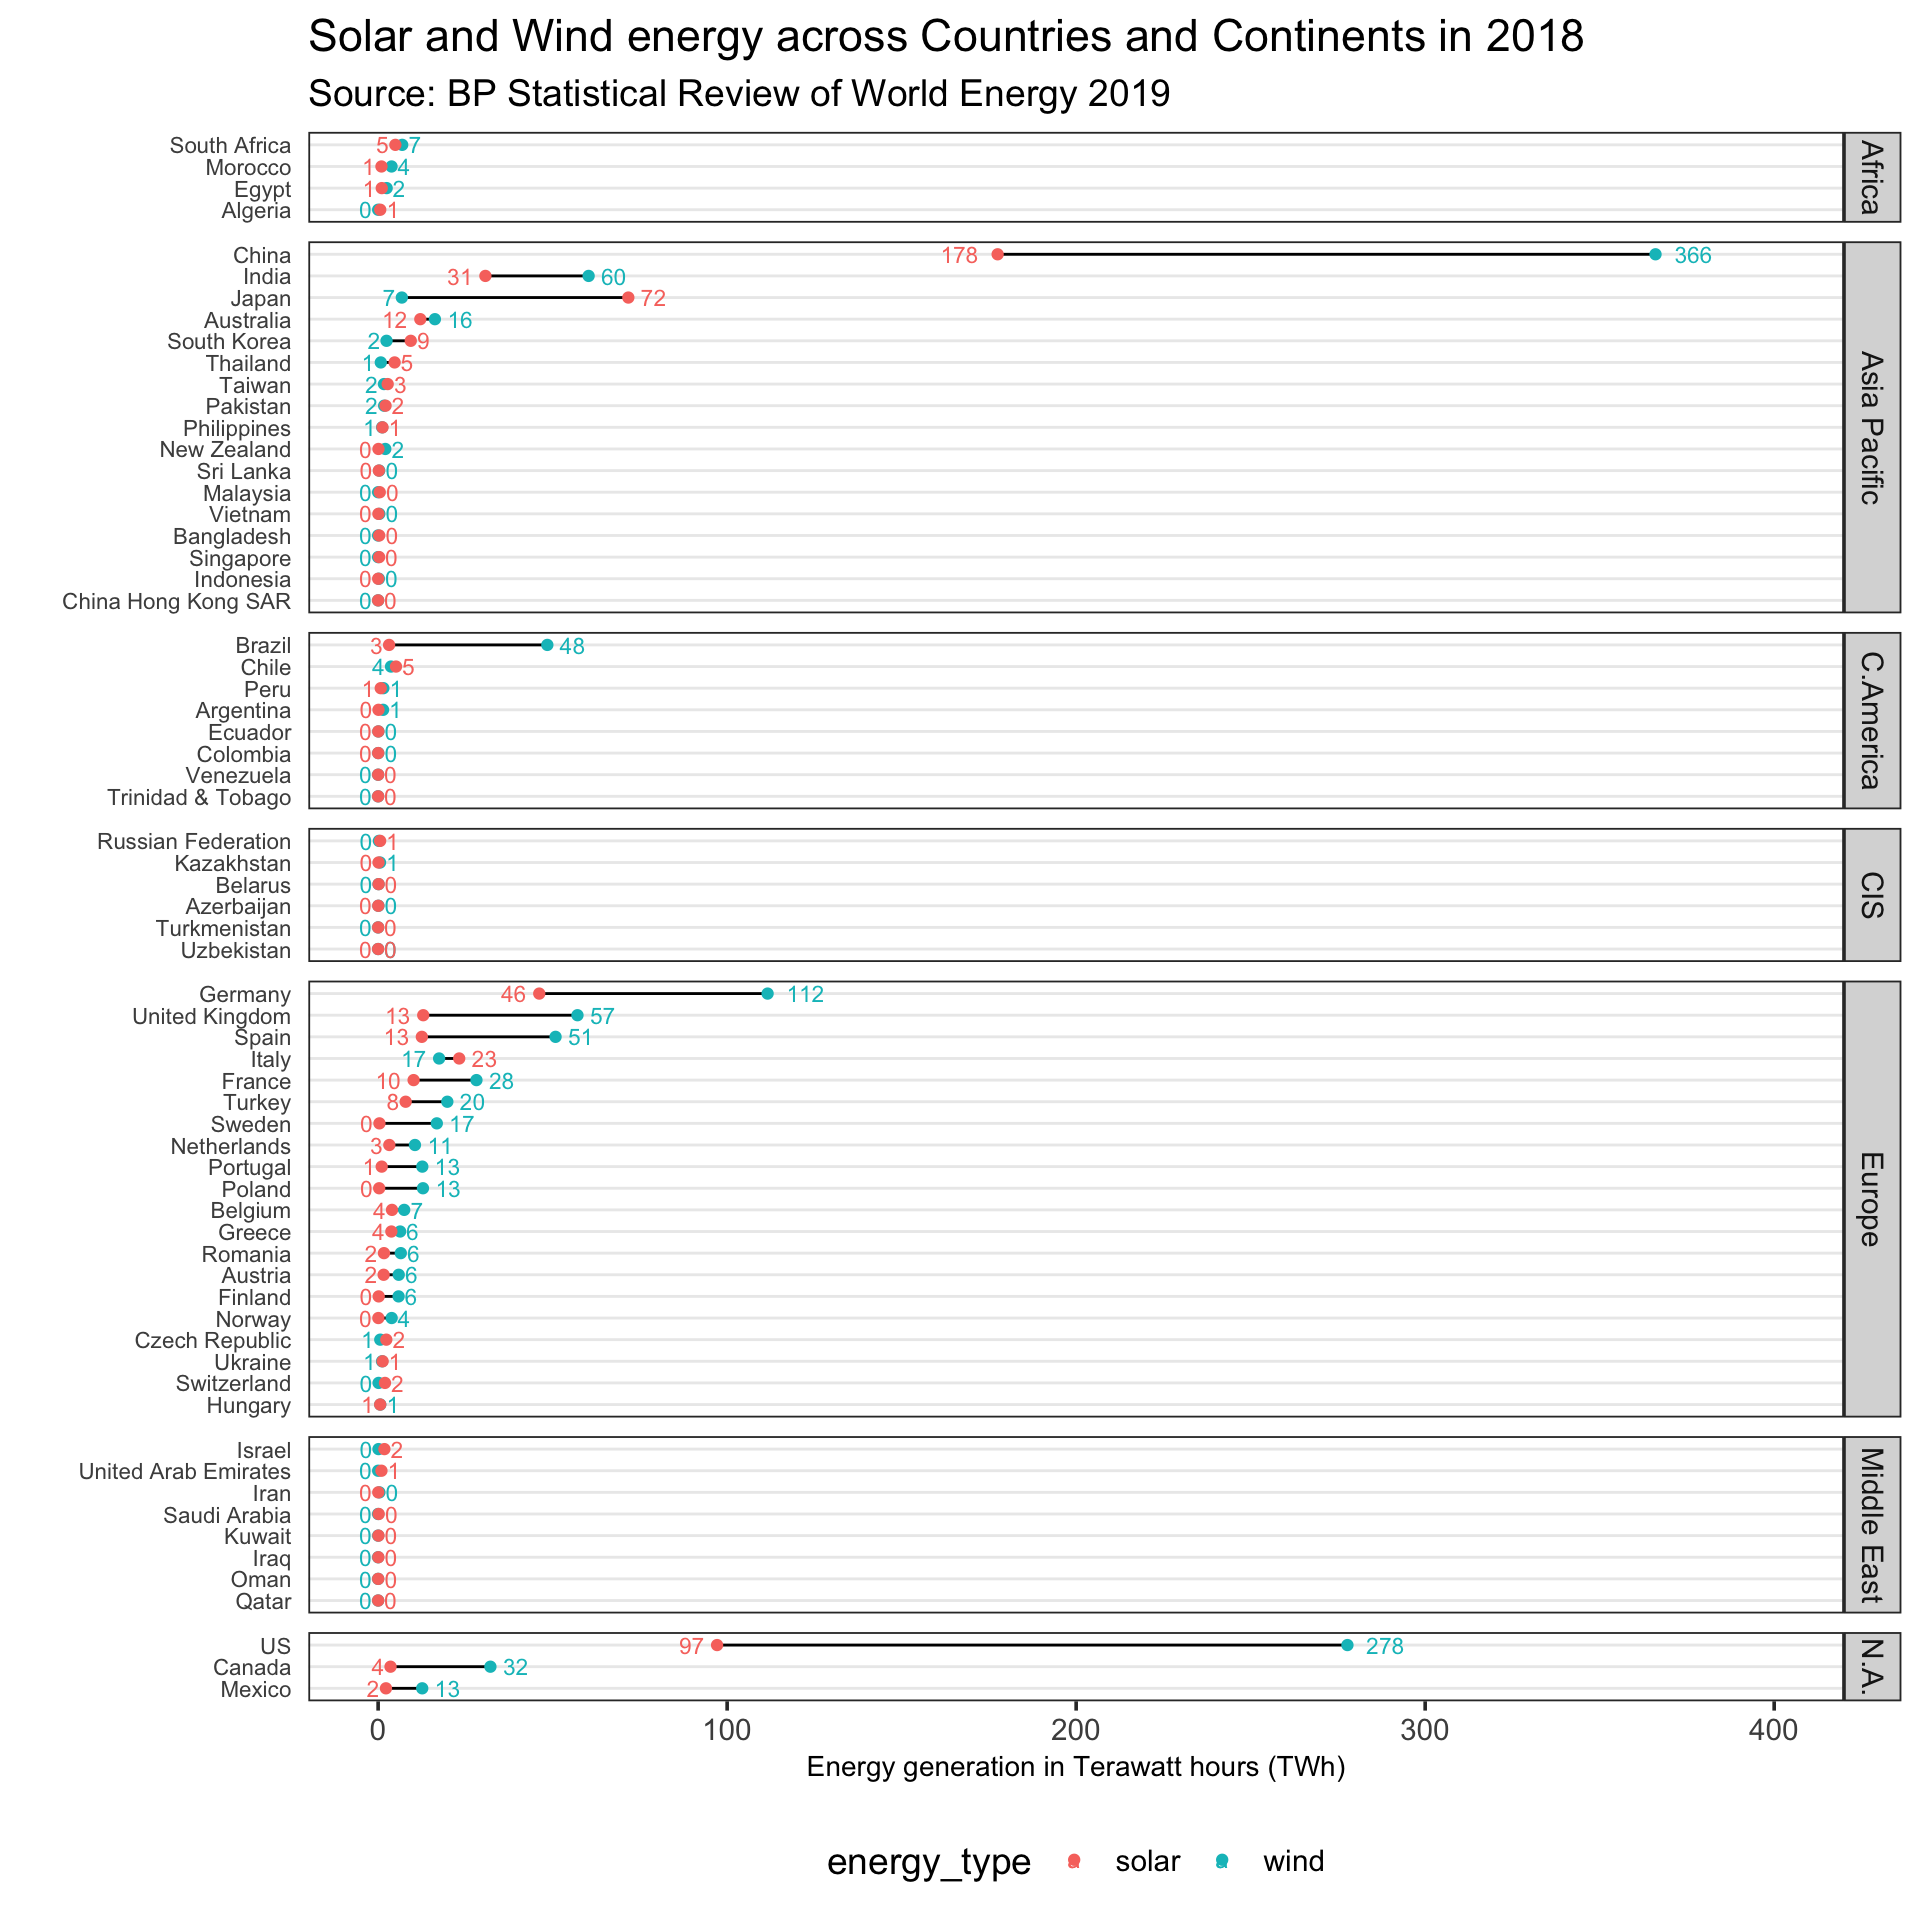 Solar and Wind energy across Countries and Continents in 2018
Source: BP Statistical Review of World Energy 2019
South Africa 5 7
Morocco 1 4
Egypt 1 2
Algeria 0 1
Africa
China 178 366
India 31 60
Japan 7 72
Australia 12 16
South Korea 2 9
Thailand 1 5
Taiwan 2 3
Pakistan 2 2
Philippines 1 1
New Zealand 0 2
Sri Lanka 0 0
Malaysia 0 0
Vietnam 0 0
Bangladesh 0 0
Singapore 0 0
Indonesia 0 0
China Hong Kong SAR 0 0
Asia Pacific
Brazil 3 48
Chile 4 5
Peru 1 1
Argentina 0 1
Ecuador 0 0
Colombia 0 0
Venezuela 0 0
Trinidad & Tobago 0 0
C.America
Russian Federation 0 1
Kazakhstan 0 1
Belarus 0 0
Azerbaijan 0 0
Turkmenistan 0 0
Uzbekistan 0 0
CIS
Germany 46 112
United Kingdom 13 57
Spain 13 51
Italy 17 23
France 10 28
Turkey 8 20
Sweden 0 17
Netherlands 3 11
Portugal 1 13
Poland 0 13
Belgium 4 7
Greece 4 6
Romania 2 6
Austria 2 6
Finland 0 6
Norway 0 4
Czech Republic 1 2
Ukraine 1 1
Switzerland 0 2
Hungary 1 1
Europe
Israel 0 2
United Arab Emirates 0 1
Iran 0 0
Saudi Arabia 0 0
Kuwait 0 0
Iraq 0 0
Oman 0 0
Qatar 0 0
Middle East
US 97 278
Canada 4 32
Mexico 2 13
N.A.
0 100 200 300 400
Energy generation in Terawatt hours (TWh)
energy_type solar wind